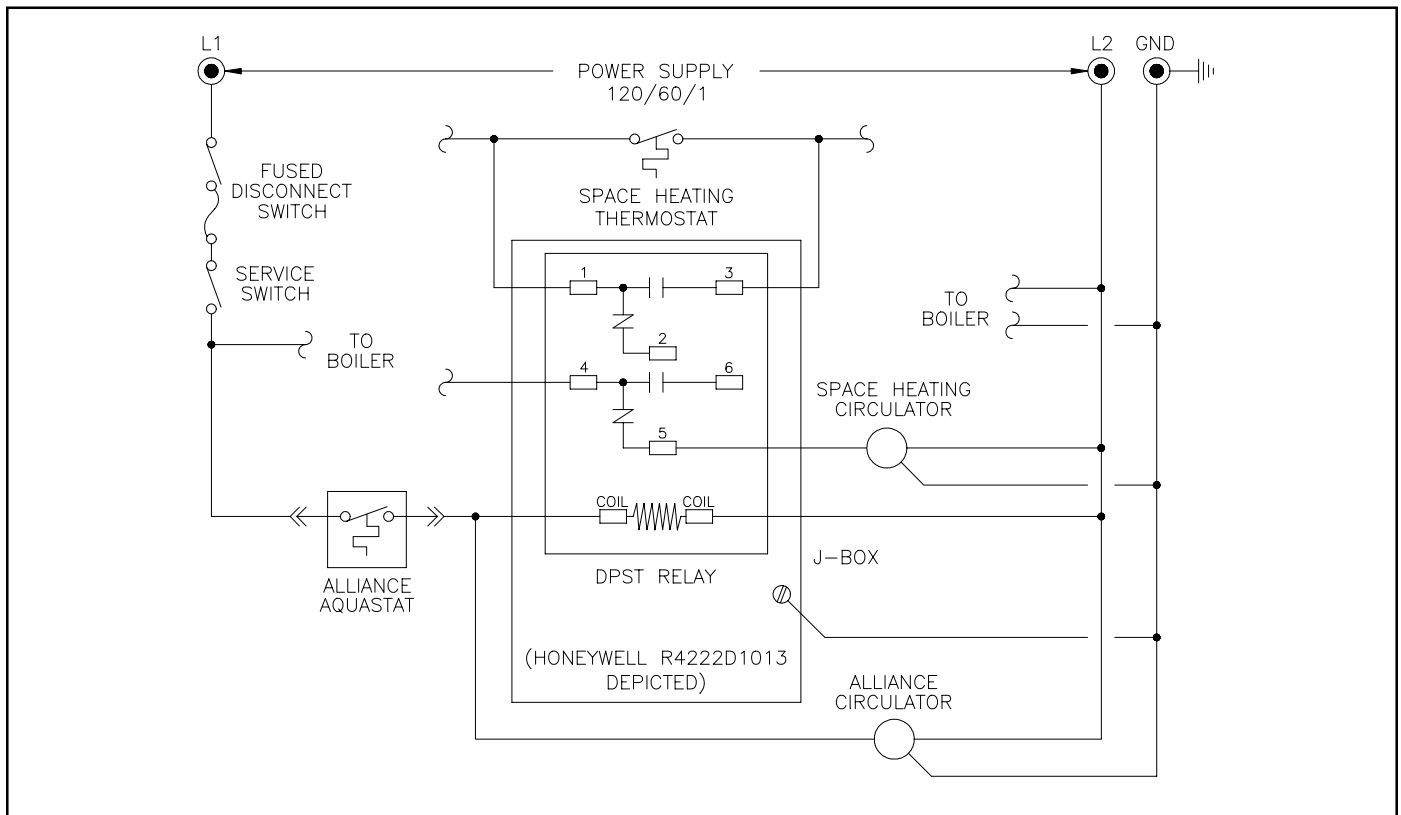 L1
L2
GND
POWER SUPPLY
120/60/1
FUSED
DISCONNECT
SWITCH
SPACE HEATING
THERMOSTAT
SERVICE
SWITCH
1
3
2
TO
BOILER
TO
BOILER
4
6
5
SPACE HEATING
CIRCULATOR
COIL
COIL
ALLIANCE
AQUASTAT
DPST RELAY
J-BOX
(HONEYWELL R4222D1013
DEPICTED)
ALLIANCE
CIRCULATOR